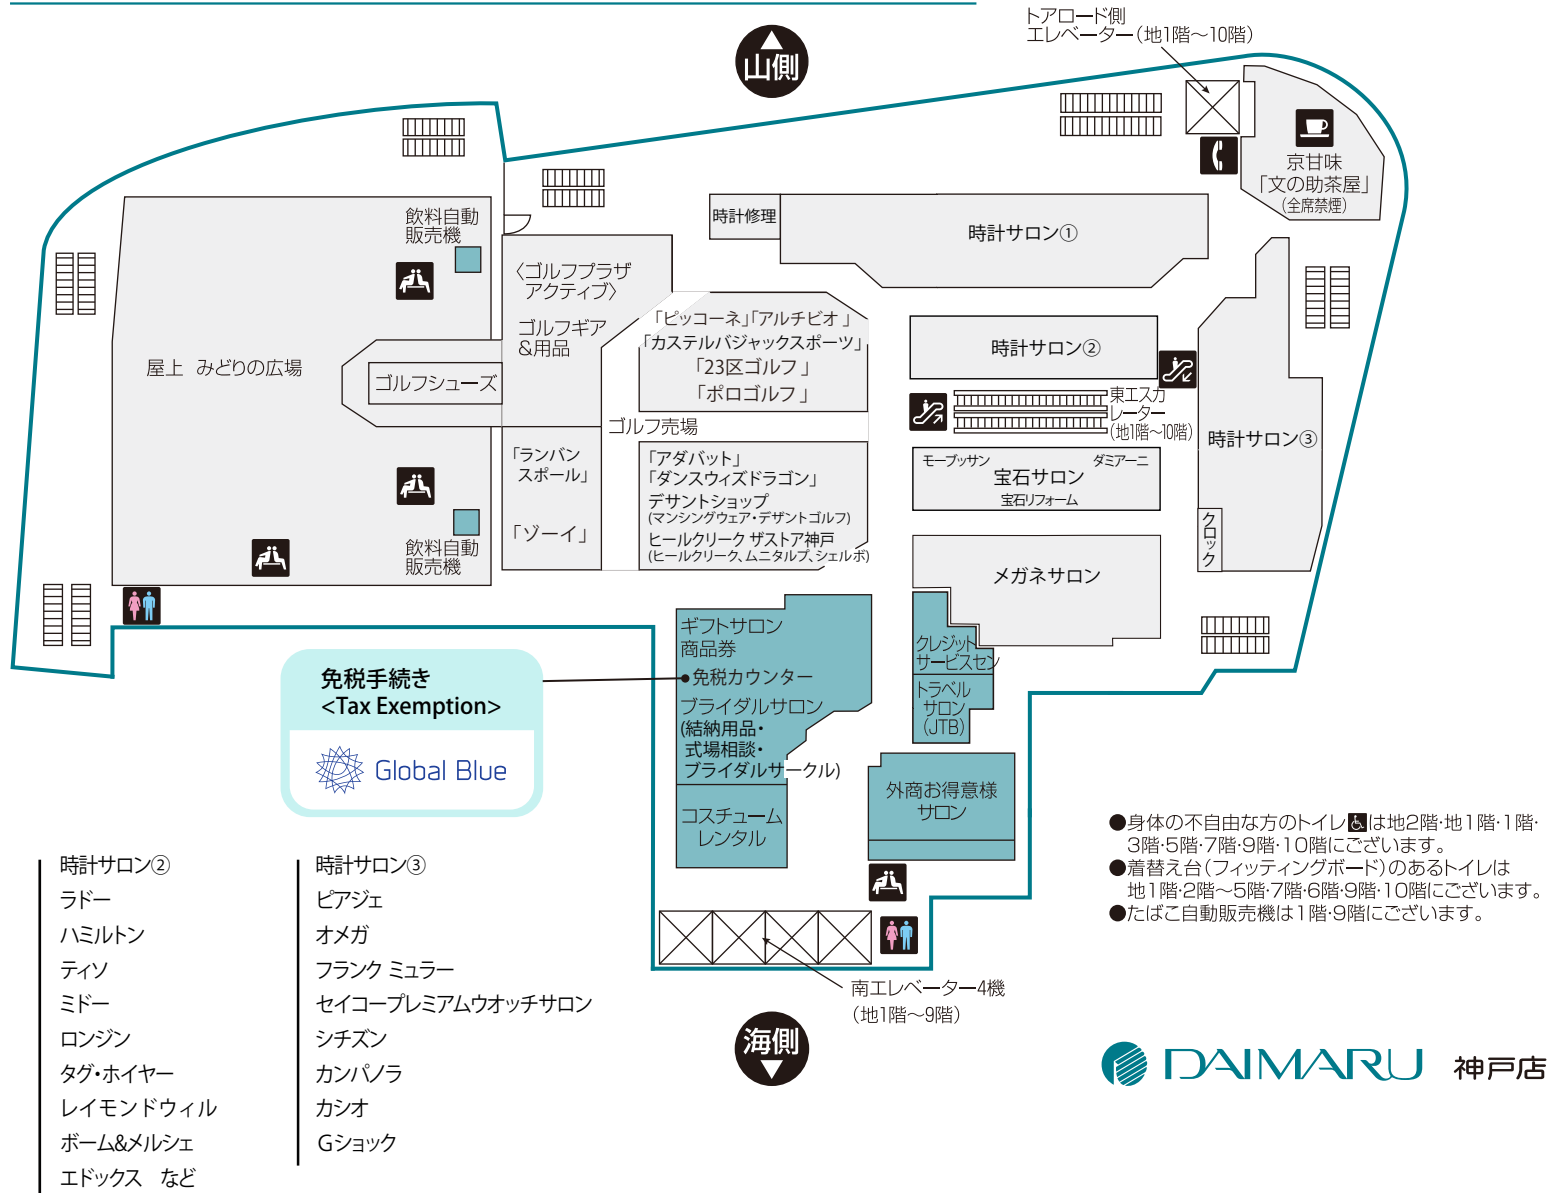 トアロード側
エレベーター(地1階〜10階)
山側
京甘味
「文の助茶屋」
(全席禁煙)
飲料自動
販売機
時計修理
時計サロン①
〈ゴルフプラザ
アクティブ〉
ゴルフギア
&用品
「ピッコーネ」「アルチビオ」
「カステルバジャックスポーツ」
「23区ゴルフ」
「ポロゴルフ」
時計サロン②
屋上 みどりの広場
ゴルフシューズ
東エスカ
レーター
(地1階〜10階)
時計サロン③
ゴルフ売場
「ランバン
スポール」
「ゾーイ」
「アダバット」
「ダンスウィズドラゴン」
デサントショップ
(マンシングウェア・デザントゴルフ)
ヒールクリーク ザストア神戸
(ヒールクリーク、ムニタルプ、シェルボ)
モーブッサン
ダミアーニ
宝石サロン
宝石リフォーム
クロック
飲料自動
販売機
メガネサロン
ギフトサロン
商品券
免税カウンター
ブライダルサロン
(結納用品・
式場相談・
ブライダルサークル)
コスチューム
レンタル
クレジット
サービスセン
トラベル
サロン
(JTB)
外商お得意様
サロン
免税手続き
<Tax Exemption>
Global Blue
●身体の不自由な方のトイレは地2階・地1階・1階・
3階・5階・7階・9階・10階にございます。
●着替え台(フィッティングボード)のあるトイレは
地1階・2階〜5階・7階・6階・9階・10階にございます。
●たばこ自動販売機は1階・9階にございます。
南エレベーター4機
(地1階〜9階)
海側
時計サロン②
ラドー
ハミルトン
ティソ
ミドー
ロンジン
タグ・ホイヤー
レイモンドウィル
ボーム&メルシェ
エドックス など
時計サロン③
ピアジェ
オメガ
フランク ミュラー
セイコープレミアムウオッチサロン
シチズン
カンパノラ
カシオ
Gショック
DAIMARU 神戸店